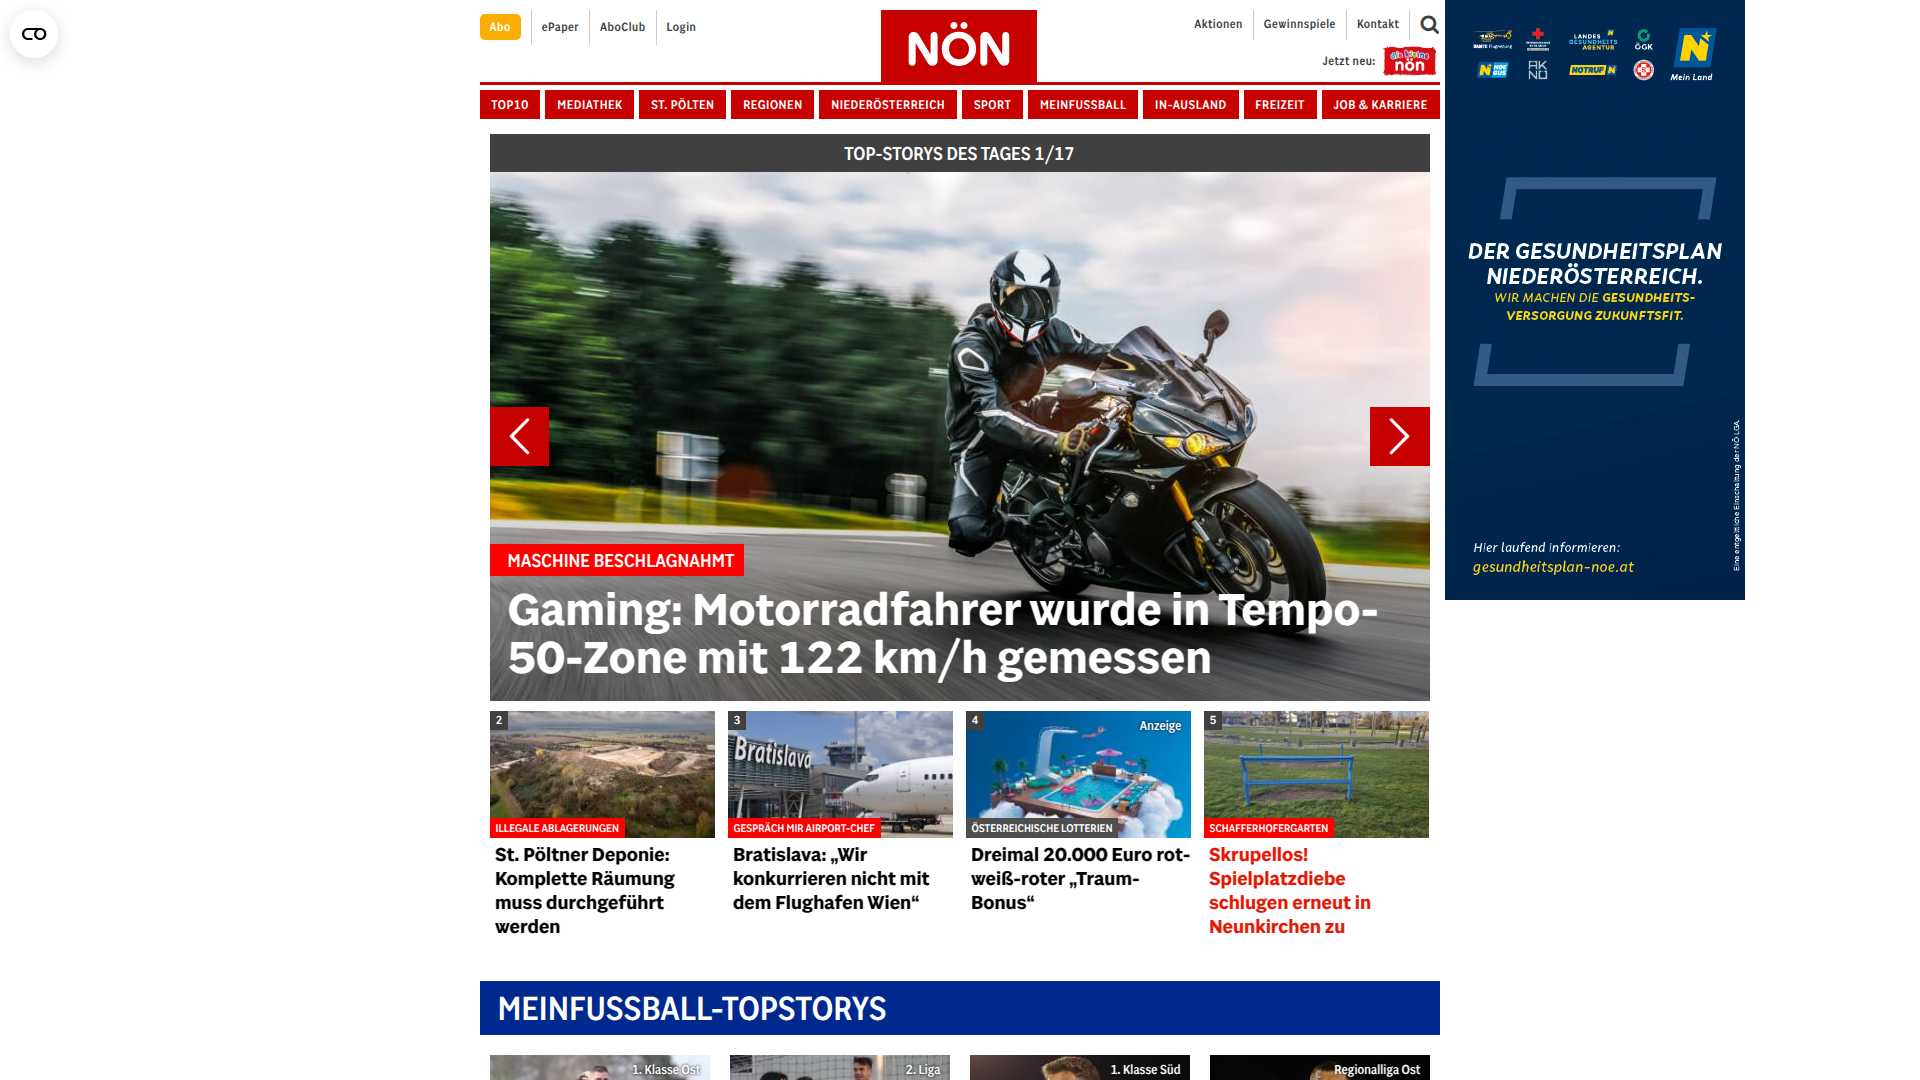 Abo
ePaper
AboClub
Login
NÖN
Aktionen
Gewinnspiele
Kontakt
Jetzt neu:
die kleine
nön
TOP10
MEDIATHEK
ST. PÖLTEN
REGIONEN
NIEDERÖSTERREICH
SPORT
MEINFUSSBALL
IN-AUSLAND
FREIZEIT
JOB & KARRIERE
TOP-STORYS DES TAGES 1/17
MASCHINE BESCHLAGNAHMT
Gaming: Motorradfahrer wurde in Tempo-
50-Zone mit 122 km/h gemessen
2
ILLEGALE ABLAGERUNGEN
St. Pöltner Deponie:
Komplette Räumung
muss durchgeführt
werden
3
Bratislava
GESPRÄCH MIR AIRPORT-CHEF
Bratislava: „Wir
konkurrieren nicht mit
dem Flughafen Wien“
4
Anzeige
ÖSTERREICHISCHE LOTTERIEN
Dreimal 20.000 Euro rot-
weiß-roter „Traum-
Bonus“
5
SCHAFFERHOFERGARTEN
Skrupellos!
Spielplatzdiebe
schlugen erneut in
Neunkirchen zu
MEINFUSSBALL-TOPSTORYS
1. Klasse Ost
2. Liga
1. Klasse Süd
Regionalliga Ost
LANDES
GESUNDHEITS
AGENTUR
ÖGK
N
Mein Land
NOTRUF N
AK
NÖ
DER GESUNDHEITSPLAN
NIEDERÖSTERREICH.
WIR MACHEN DIE GESUNDHEITS-
VERSORGUNG ZUKUNFTSFIT.
Hier laufend informieren:
gesundheitsplan-noe.at
Eine entgeltliche Einschaltung der NÖ LGA.